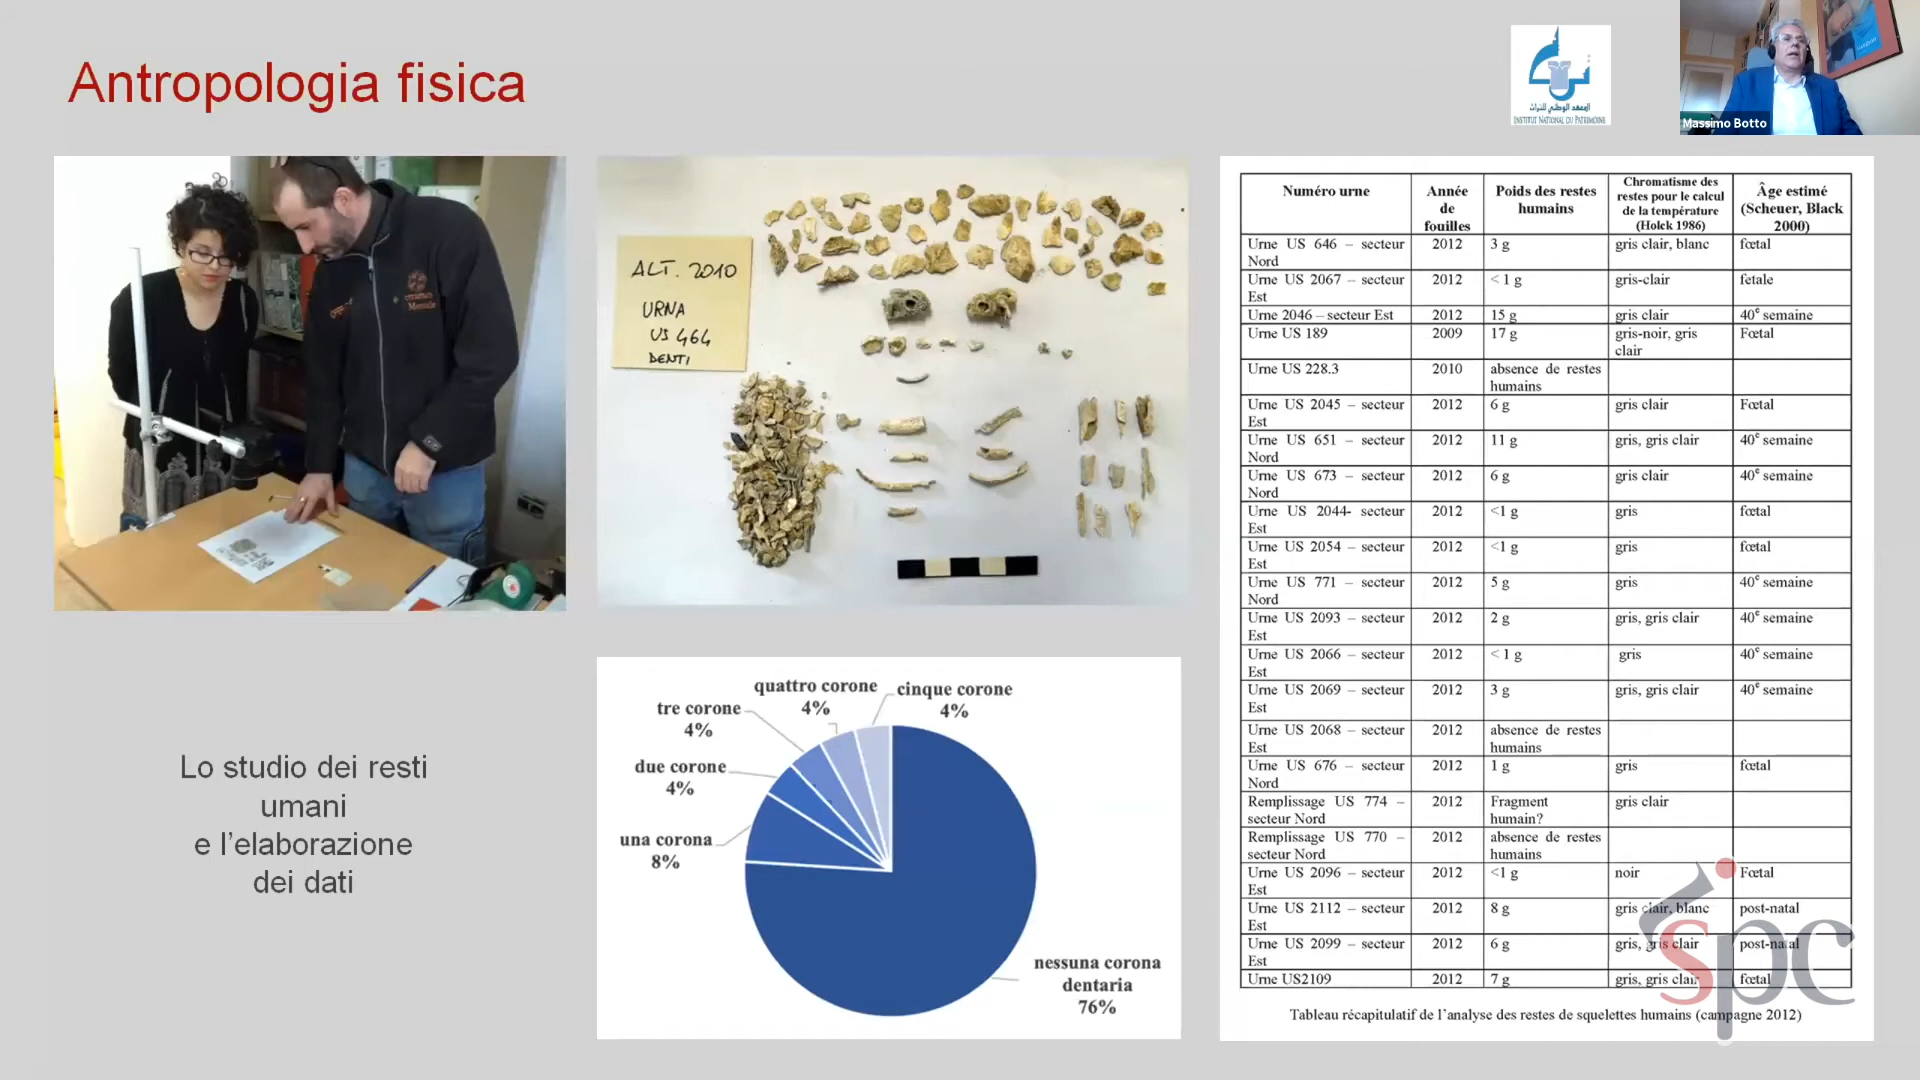 Antropologia fisica
المعهد الوطني للتراث
INSTITUT NATIONAL DU PATRIMOINE
Massimo Botto
ALT. 2010
URNA
US 464
DENTI
Lo studio dei resti
umani
e l'elaborazione
dei dati
quattro corone
4%
cinque corone
4%
tre corone
4%
due corone
4%
una corona
8%
nessuna corona
dentaria
76%
Numéro urne
Année
de
fouilles
Poids des restes
humains
Chromatisme des
restes pour le calcul
de la température
(Holck 1986)
Âge estimé
(Scheuer, Black
2000)
Urne US 646 – secteur
Nord
2012
3 g
gris clair, blanc
fœtal
Urne US 2067 – secteur
Est
2012
< 1 g
gris-clair
fetale
Urne 2046 – secteur Est
2012
15 g
gris clair
40e semaine
Urne US 189
2009
17 g
gris-noir, gris
clair
Fœtal
Urne US 228.3
2010
absence de restes
humains
Urne US 2045 – secteur
Est
2012
6 g
gris clair
Fœtal
Urne US 651 – secteur
Nord
2012
11 g
gris, gris clair
40e semaine
Urne US 673 – secteur
Nord
2012
6 g
gris clair
40e semaine
Urne US 2044- secteur
Est
2012
<1 g
gris
fœtal
Urne US 2054 – secteur
Est
2012
<1 g
gris
fœtal
Urne US 771 – secteur
Nord
2012
5 g
gris
40e semaine
Urne US 2093 – secteur
Est
2012
2 g
gris, gris clair
40e semaine
Urne US 2066 – secteur
Est
2012
< 1 g
gris
40e semaine
Urne US 2069 – secteur
Est
2012
3 g
gris, gris clair
40e semaine
Urne US 2068 – secteur
Est
2012
absence de restes
humains
Urne US 676 – secteur
Nord
2012
1 g
gris
fœtal
Remplissage US 774 –
secteur Nord
2012
Fragment
humain?
gris clair
Remplissage US 770 –
secteur Nord
2012
absence de restes
humains
Urne US 2096 – secteur
Est
2012
<1 g
noir
Fœtal
Urne US 2112 – secteur
Est
2012
8 g
gris clair, blanc
post-natal
Urne US 2099 – secteur
Est
2012
6 g
gris, gris clair
post-natal
Urne US2109
2012
7 g
gris, gris clair
fœtal
Tableau récapitulatif de l'analyse des restes de squelettes humains (campagne 2012)
ispc